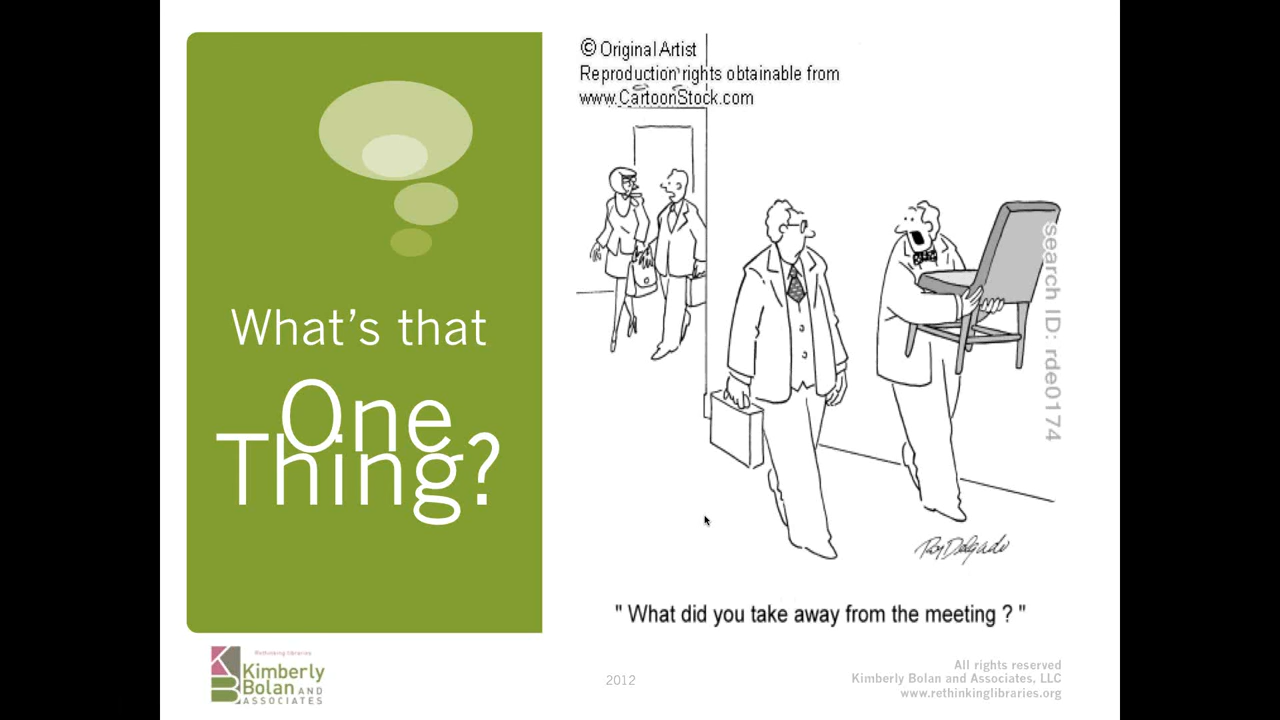 What's that
One
Thing?
© Original Artist
Reproduction rights obtainable from
www.CartoonStock.com
search ID: rde0174
Roy Delgado
" What did you take away from the meeting ? "
Rethinking libraries
K
B
Kimberly
Bolan AND
ASSOCIATES
2012
All rights reserved
Kimberly Bolan and Associates, LLC
www.rethinkinglibraries.org